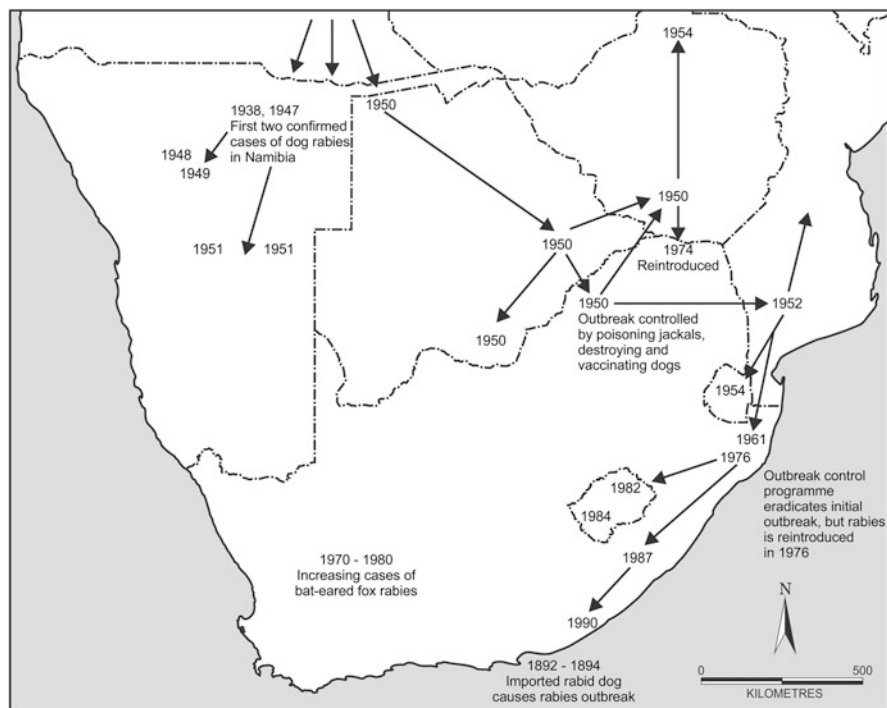 1954
1950
1938, 1947
First two confirmed
cases of dog rabies
in Namibia
1948
1949
1950
1951
1951
1950
1974
Reintroduced
1950
Outbreak controlled
by poisoning jackals,
destroying and
vaccinating dogs
1952
1950
1954
1961
1976
Outbreak control
programme
eradicates initial
outbreak, but rabies
is reintroduced
in 1976
1982
1984
1987
1970 - 1980
Increasing cases of
bat-eared fox rabies
1990
1892 - 1894
Imported rabid dog
causes rabies outbreak
N
0 500
KILOMETRES